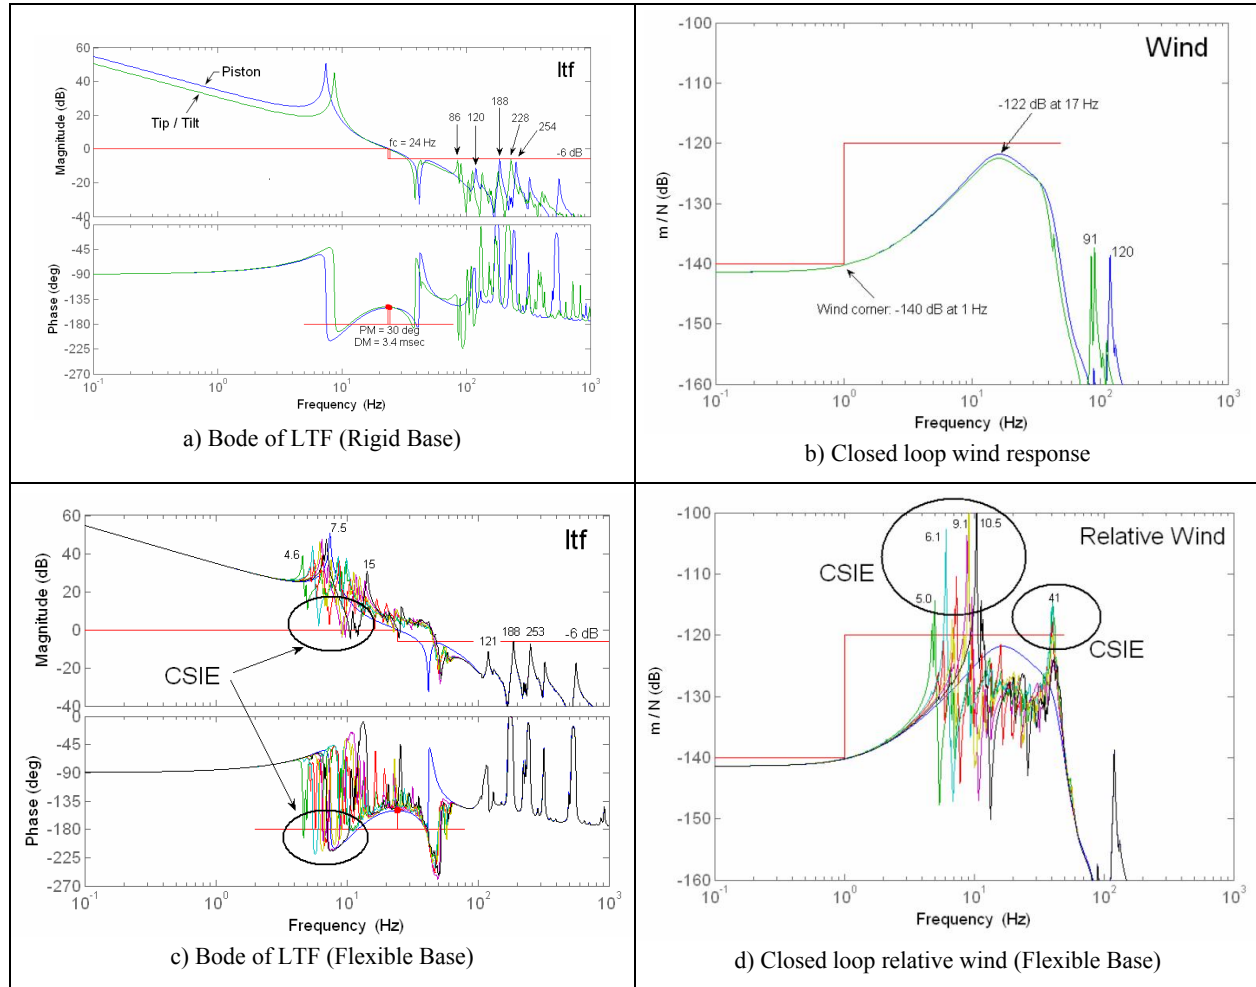 60
40
20
0
-20
-40
Magnitude (dB)
ltf
Piston
Tip / Tilt
fc = 24 Hz
86
120
188
228
254
-6 dB
0
-45
-90
-135
-180
-225
-270
Phase (deg)
PM = 30 deg
DM = 3.4 msec
10-1
100
101
102
103
Frequency (Hz)
a) Bode of LTF (Rigid Base)
-100
-110
-120
-130
-140
-150
-160
m / N (dB)
Wind
-122 dB at 17 Hz
91
120
Wind corner: -140 dB at 1 Hz
10-1
100
101
102
103
Frequency (Hz)
b) Closed loop wind response
60
40
20
0
-20
-40
Magnitude (dB)
ltf
7.5
4.6
15
121
188
253
-6 dB
CSIE
0
-45
-90
-135
-180
-225
-270
Phase (deg)
10-1
100
101
102
103
Frequency (Hz)
c) Bode of LTF (Flexible Base)
-100
-110
-120
-130
-140
-150
-160
m / N (dB)
Relative Wind
9.1
10.5
6.1
5.0
CSIE
41
CSIE
10-1
100
101
102
103
Frequency (Hz)
d) Closed loop relative wind (Flexible Base)